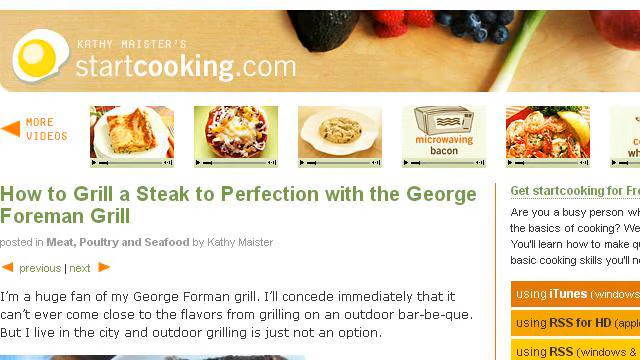 KATHY MAISTER'S
startcooking.com
MORE
VIDEOS
microwaving
bacon
How to Grill a Steak to Perfection with the George
Foreman Grill
posted in Meat, Poultry and Seafood by Kathy Maister
previous | next
I'm a huge fan of my George Forman grill. I'll concede immediately that it
can't ever come close to the flavors from grilling on an outdoor bar-be-que.
But I live in the city and outdoor grilling is just not an option.
Get startcooking for Fr
Are you a busy person wh
the basics of cooking? We
You'll learn how to make q
basic cooking skills you'll n
using iTunes (windows
using RSS for HD (appl
using RSS (windows &